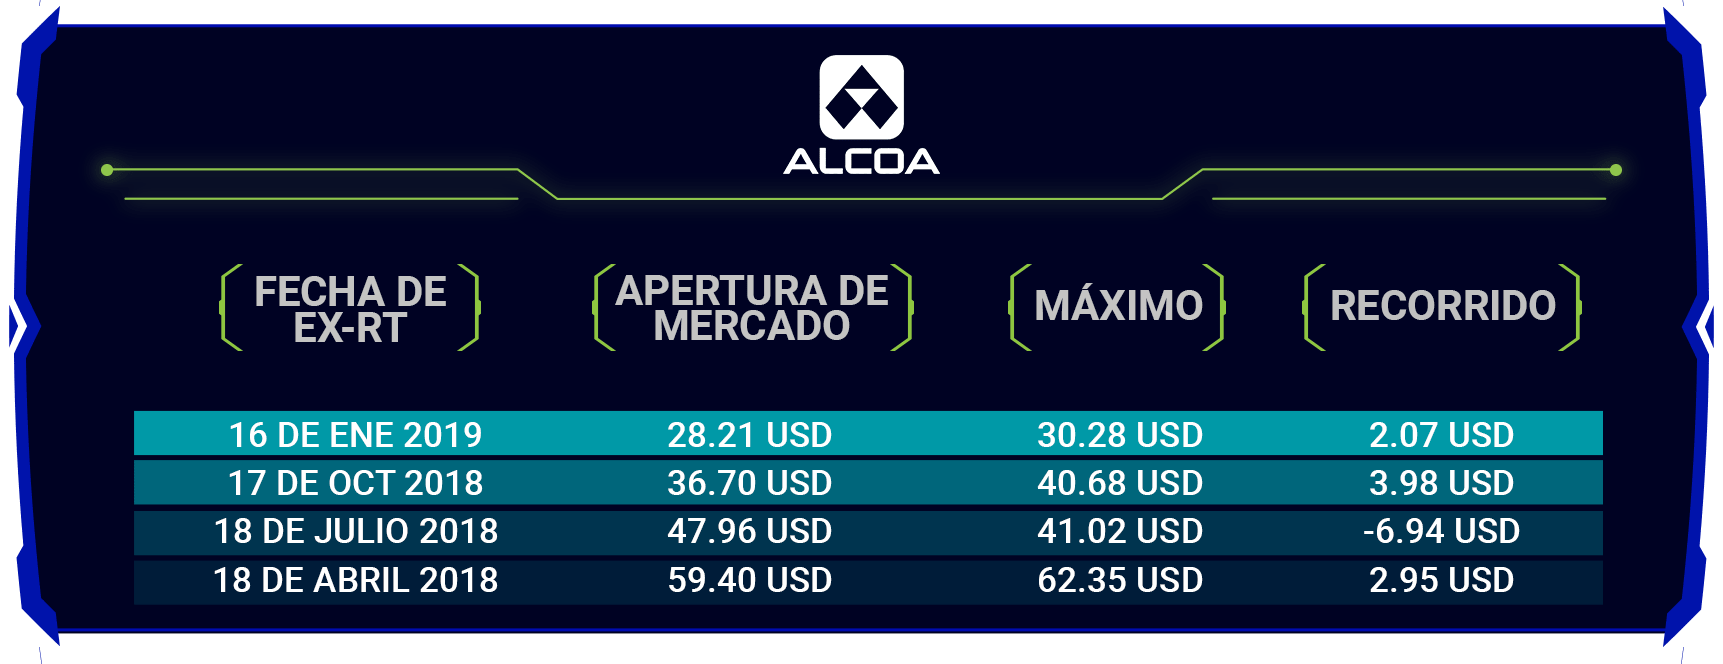 ALCOA
FECHA DE
EX-RT
APERTURA DE
MERCADO
MÁXIMO
RECORRIDO
16 DE ENE 2019 28.21 USD 30.28 USD 2.07 USD
17 DE OCT 2018 36.70 USD 40.68 USD 3.98 USD
18 DE JULIO 2018 47.96 USD 41.02 USD -6.94 USD
18 DE ABRIL 2018 59.40 USD 62.35 USD 2.95 USD